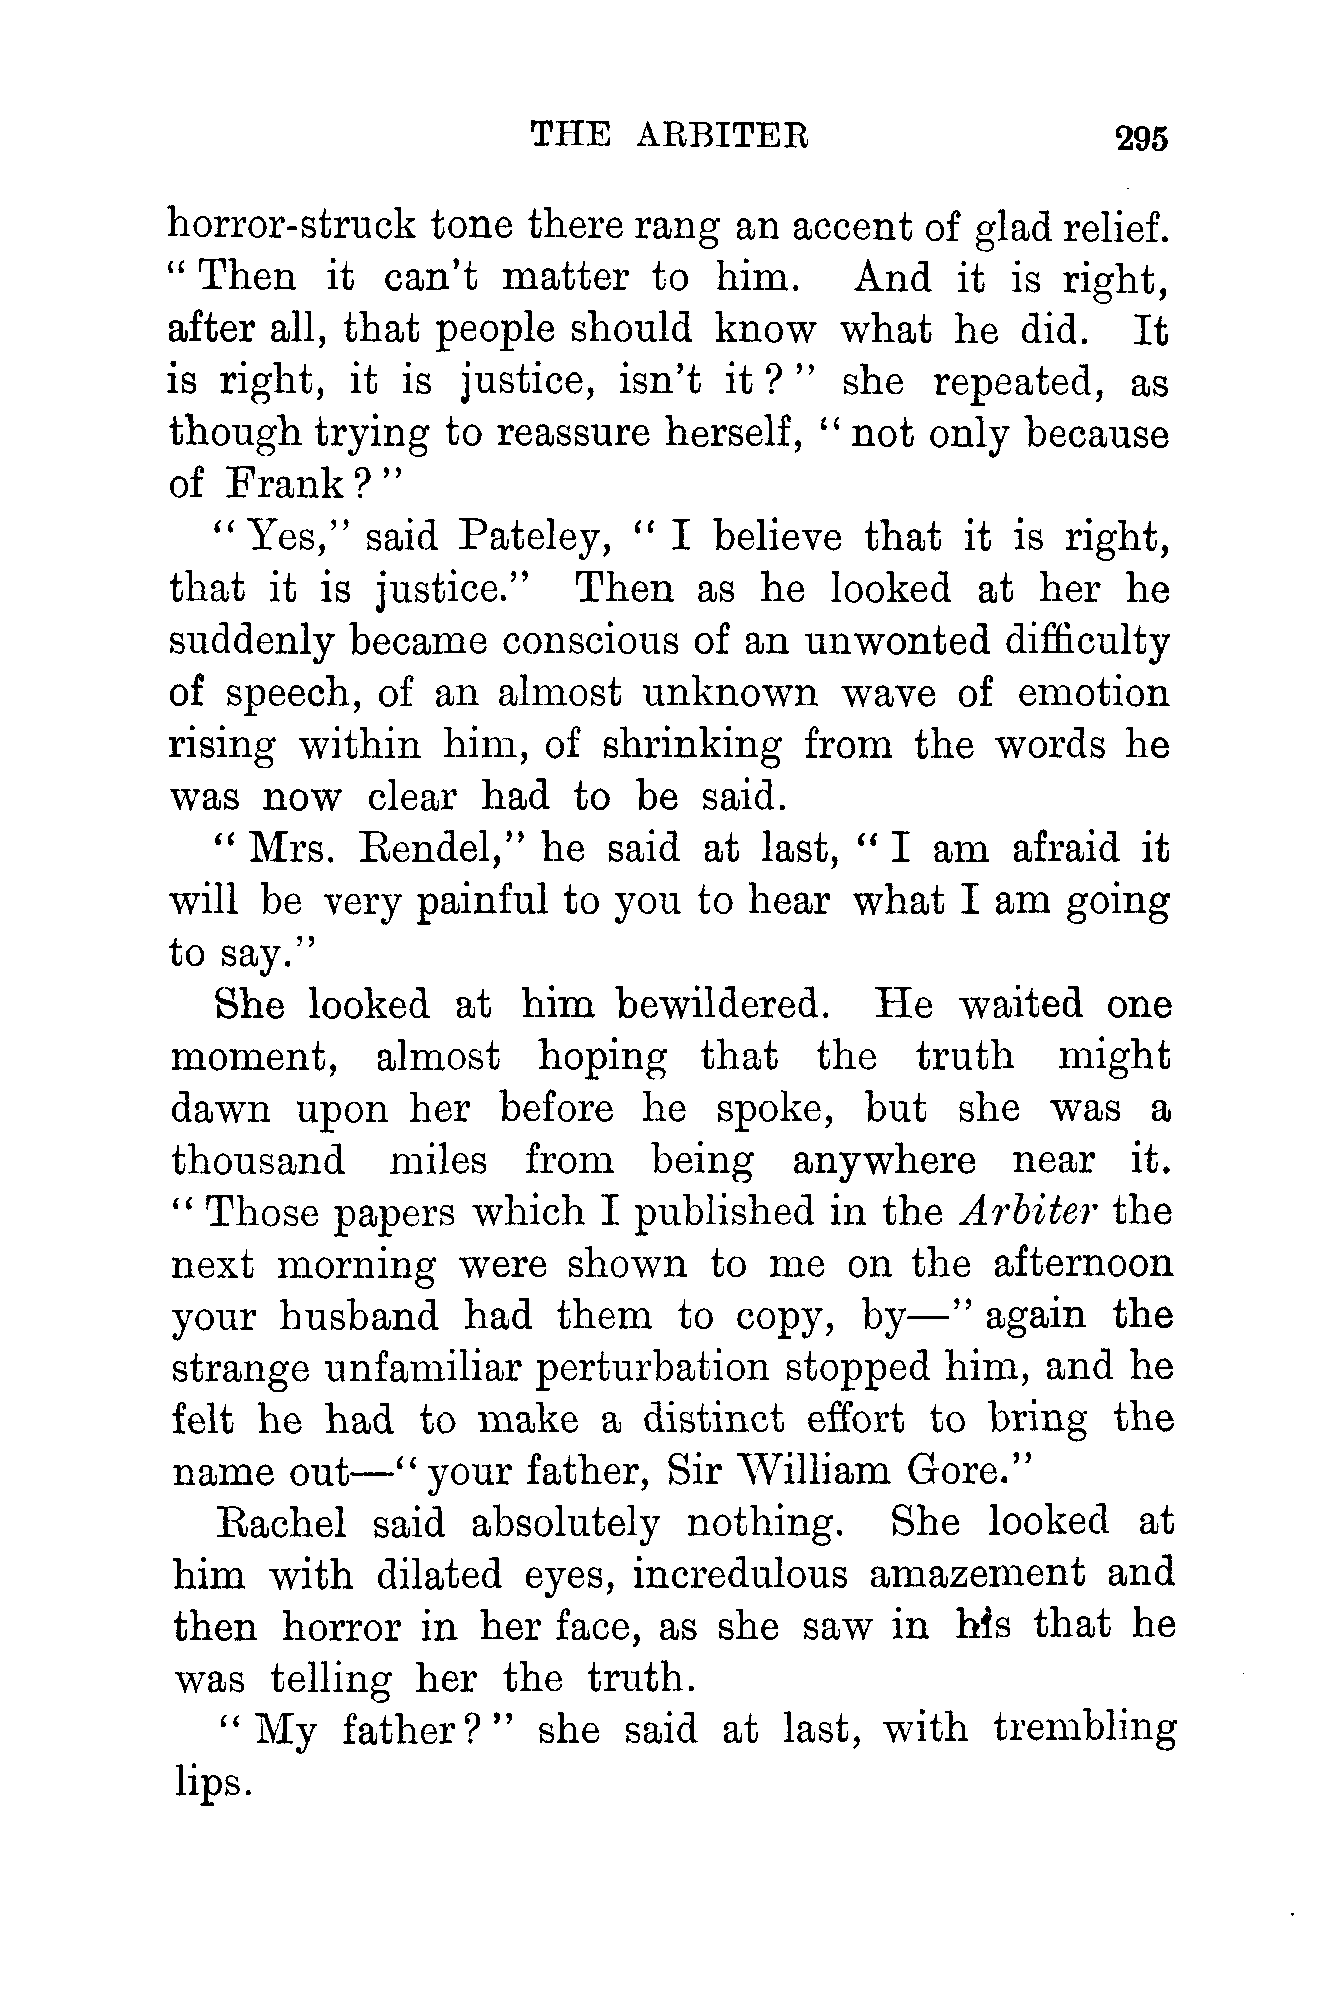 THE ARBITER 295
horror-struck tone there rang an accent of glad relief.
“ Then it can’t matter to him. And it is right,
after all, that people should know what he did. It
is right, it is justice, isn’t it ? ” she repeated, as
though trying to reassure herself, “ not only because
of Frank ? ”
“ Yes,” said Pateley, “ I believe that it is right,
that it is justice.” Then as he looked at her he
suddenly became conscious of an unwonted difficulty
of speech, of an almost unknown wave of emotion
rising within him, of shrinking from the words he
was now clear had to be said.
“ Mrs. Rendel,” he said at last, “ I am afraid it
will be very painful to you to hear what I am going
to say.”
She looked at him bewildered. He waited one
moment, almost hoping that the truth might
dawn upon her before he spoke, but she was a
thousand miles from being anywhere near it.
“ Those papers which I published in the Arbiter the
next morning were shown to me on the afternoon
your husband had them to copy, by—” again the
strange unfamiliar perturbation stopped him, and he
felt he had to make a distinct effort to bring the
name out—“ your father, Sir William Gore.”
Rachel said absolutely nothing. She looked at
him with dilated eyes, incredulous amazement and
then horror in her face, as she saw in his that he
was telling her the truth.
“ My father ? ” she said at last, with trembling
lips.